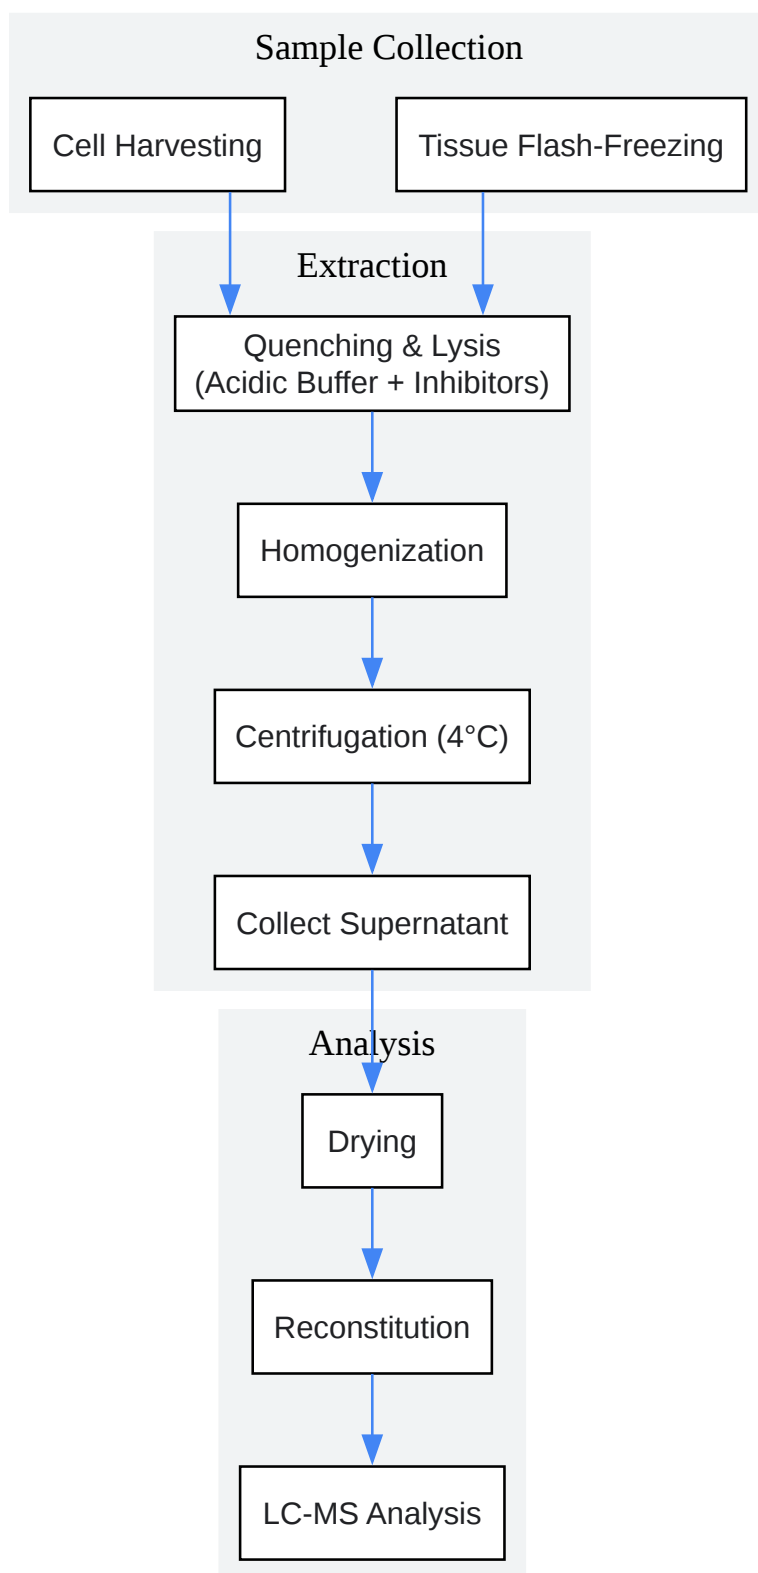 Sample Collection
Cell Harvesting
Tissue Flash-Freezing
Extraction
Quenching & Lysis
(Acidic Buffer + Inhibitors)
Homogenization
Centrifugation (4°C)
Collect Supernatant
Analysis
Drying
Reconstitution
LC-MS Analysis